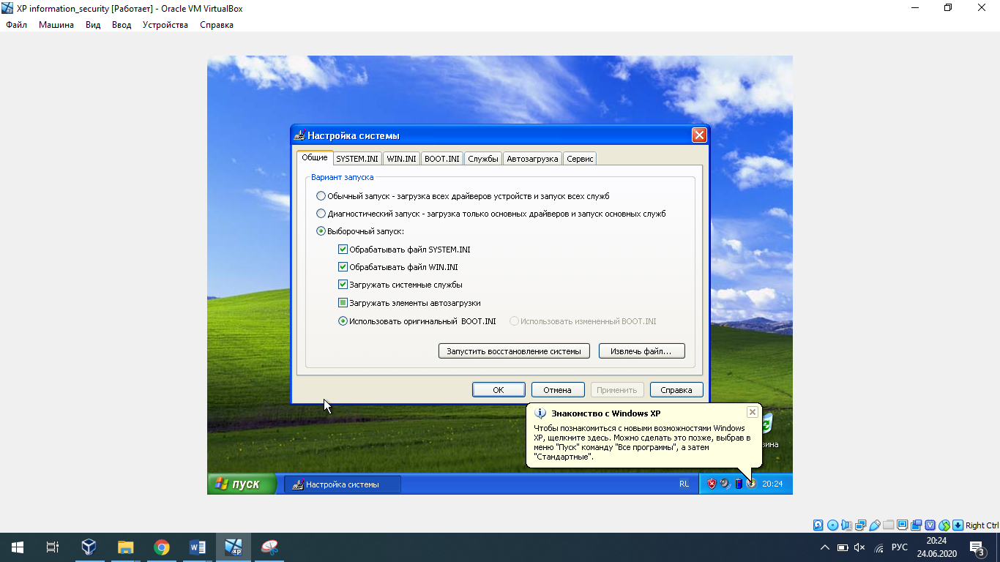 XP information_security [Работает] - Oracle VM VirtualBox
Файл Машина Вид Ввод Устройства Справка
Настройка системы
Общие SYSTEM.INI WIN.INI BOOT.INI Службы Автозагрузка Сервис
Вариант запуска
Обычный запуск - загрузка всех драйверов устройств и запуск всех служб
Диагностический запуск - загрузка только основных драйверов и запуск основных служб
Выборочный запуск:
Обрабатывать файл SYSTEM.INI
Обрабатывать файл WIN.INI
Загружать системные службы
Загружать элементы автозагрузки
Использовать оригинальный BOOT.INI Использовать измененный BOOT.INI
Запустить восстановление системы Извлечь файл...
ОК Отмена Применить Справка
Знакомство с Windows XP
Чтобы познакомиться с новыми возможностями Windows
XP, щелкните здесь. Можно сделать это позже, выбрав в
меню "Пуск" команду "Все программы", а затем
"Стандартные".
зина
пуск Настройка системы RL 20:24
Right Ctrl
W xp РУС 20:24
24.06.2020
3